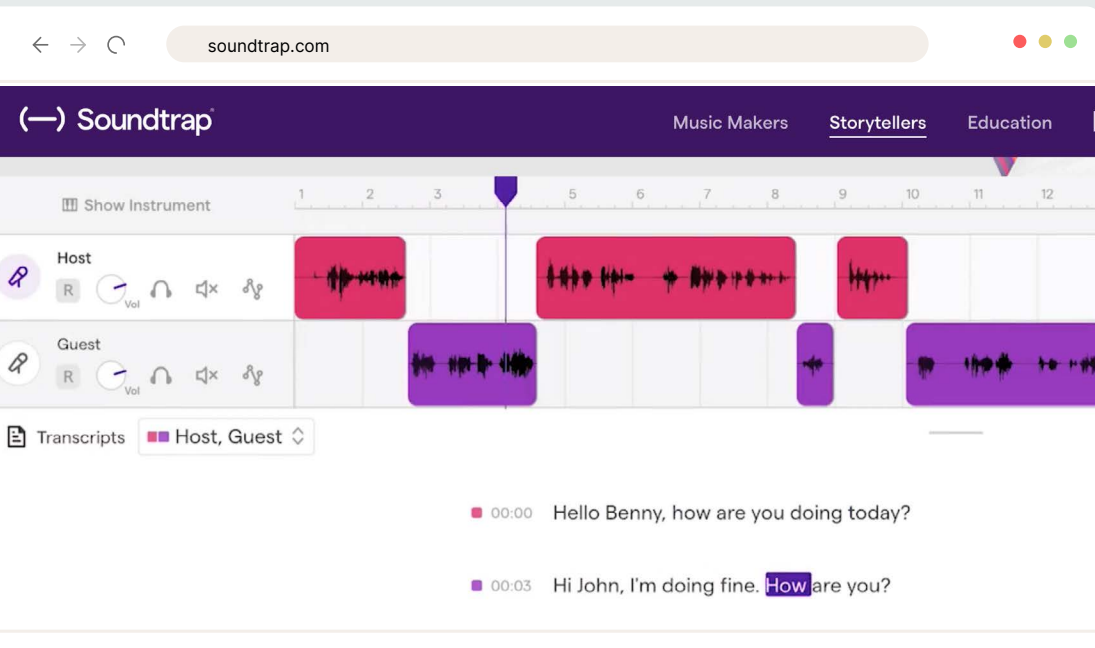 soundtrap.com
(—) Soundtrap®
Music Makers Storytellers Education
Show Instrument
1 2 3 5 6 7 8 9 10 11 12
Host
R Vol
Guest
R Vol
Transcripts Host, Guest
00:00 Hello Benny, how are you doing today?
00:03 Hi John, I'm doing fine. How are you?